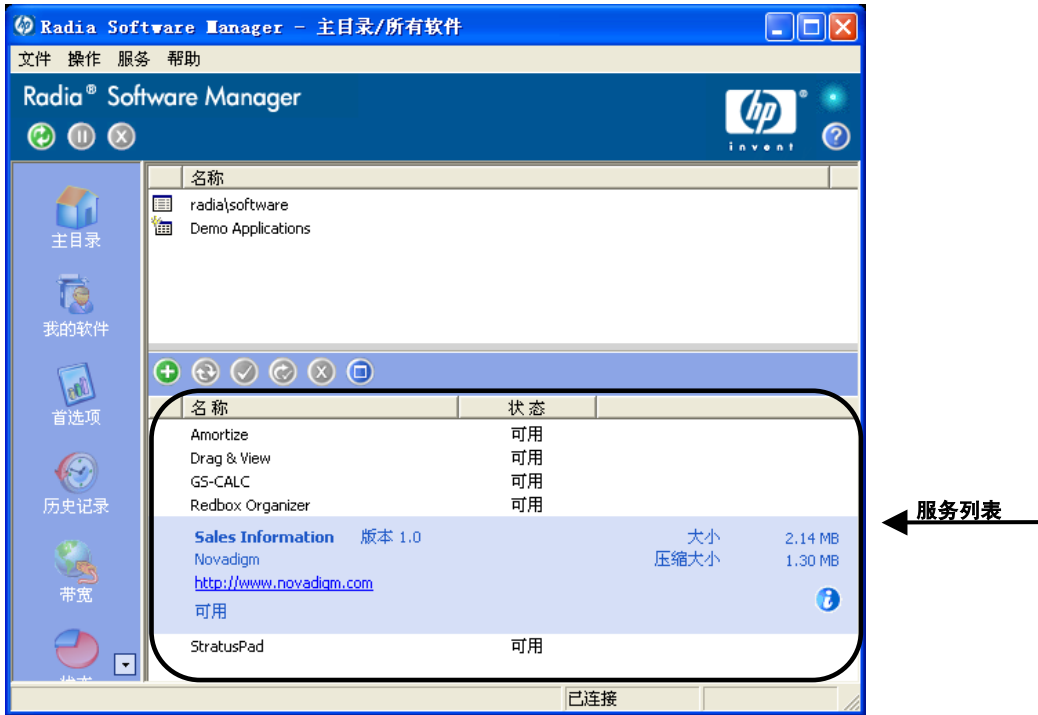 Radia Software Manager - 主目录/所有软件
文件 操作 服务 帮助
Radia® Software Manager
hp®
invent
主目录
我的软件
首选项
历史记录
带宽
状态
名称
radia\software
Demo Applications
名称 状态
Amortize 可用
Drag & View 可用
GS-CALC 可用
Redbox Organizer 可用
Sales Information 版本 1.0 大小 2.14 MB
Novadigm 压缩大小 1.30 MB
http://www.novadigm.com
可用
StratusPad 可用
已连接
服务列表